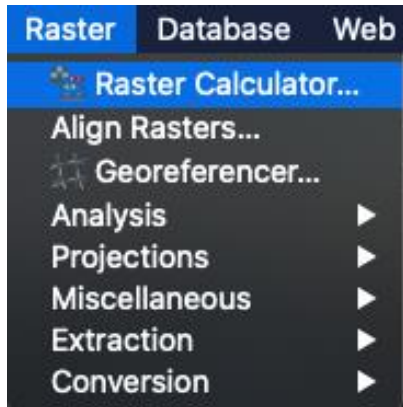 Raster Database Web
Raster Calculator...
Align Rasters...
Georeferencer...
Analysis
Projections
Miscellaneous
Extraction
Conversion